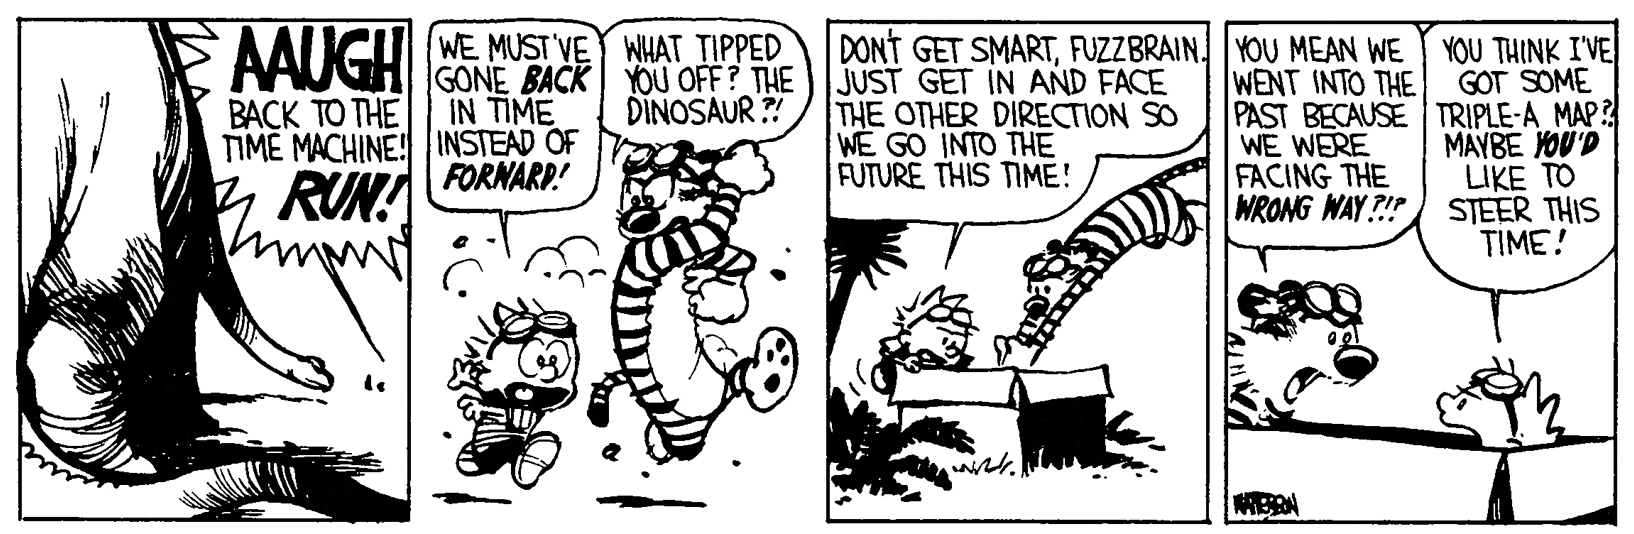 AAUGH
BACK TO THE
TIME MACHINE!
RUN!
WE MUST'VE
GONE BACK
IN TIME
INSTEAD OF
FORWARD!
WHAT TIPPED
YOU OFF? THE
DINOSAUR?!
DON'T GET SMART, FUZZBRAIN.
JUST GET IN AND FACE
THE OTHER DIRECTION SO
WE GO INTO THE
FUTURE THIS TIME!
YOU MEAN WE
WENT INTO THE
PAST BECAUSE
WE WERE
FACING THE
WRONG WAY?!?
YOU THINK I'VE
GOT SOME
TRIPLE-A MAP?!
MAYBE YOU'D
LIKE TO
STEER THIS
TIME!
WATTERSON